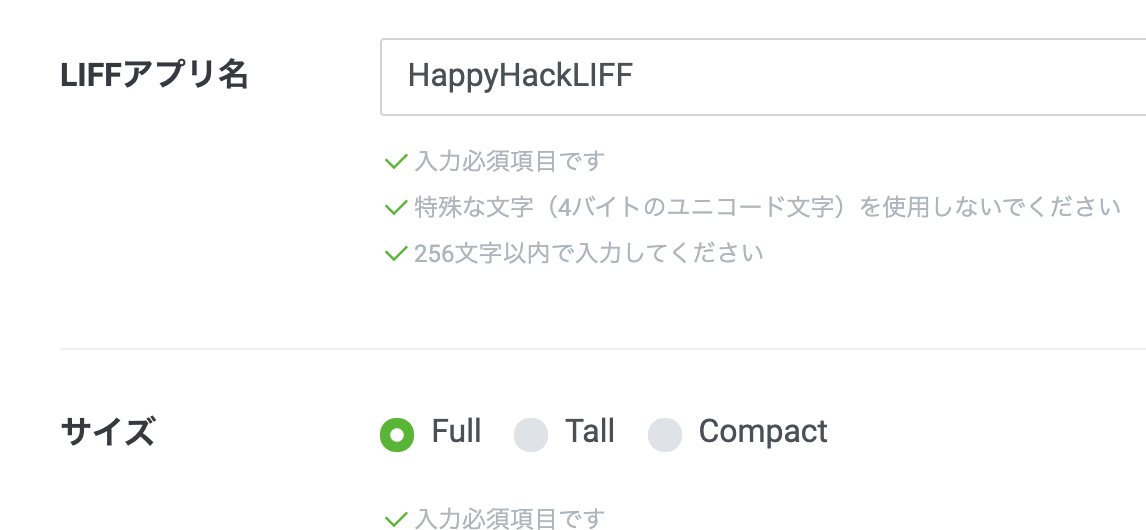 LIFFアプリ名
HappyHackLIFF
入力必須項目です
特殊な文字（4バイトのユニコード文字）を使用しないでください
256文字以内で入力してください
サイズ
Full Tall Compact
入力必須項目です